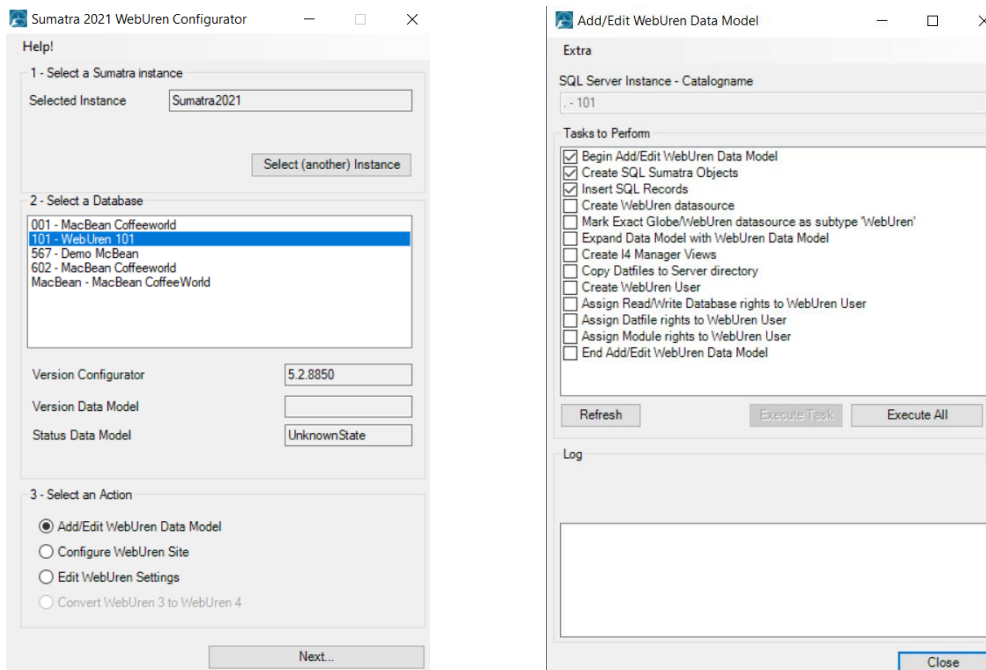 Sumatra 2021 WebUren Configurator
Help!
1 - Select a Sumatra instance
Selected Instance
Sumatra2021
Select (another) Instance
2 - Select a Database
001 - MacBean Coffeeworld
101 - WebUren 101
567 - Demo McBean
602 - MacBean Coffeeworld
MacBean - MacBean CoffeeWorld
Version Configurator
5.2.8850
Version Data Model
Status Data Model
UnknownState
3 - Select an Action
Add/Edit WebUren Data Model
Configure WebUren Site
Edit WebUren Settings
Convert WebUren 3 to WebUren 4
Next...
Add/Edit WebUren Data Model
Extra
SQL Server Instance - Catalogname
. - 101
Tasks to Perform
Begin Add/Edit WebUren Data Model
Create SQL Sumatra Objects
Insert SQL Records
Create WebUren datasource
Mark Exact Globe/WebUren datasource as subtype 'WebUren'
Expand Data Model with WebUren Data Model
Create I4 Manager Views
Copy Datfiles to Server directory
Create WebUren User
Assign Read/Write Database rights to WebUren User
Assign Datfile rights to WebUren User
Assign Module rights to WebUren User
End Add/Edit WebUren Data Model
Refresh
Execute Task
Execute All
Log
Close